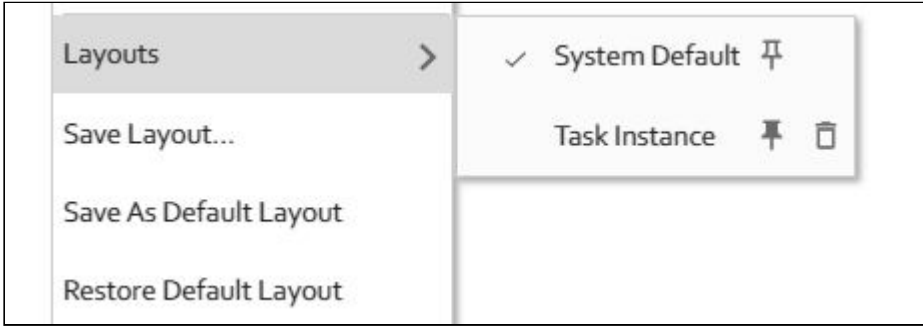 Layouts
System Default
Task Instance
Save Layout...
Save As Default Layout
Restore Default Layout